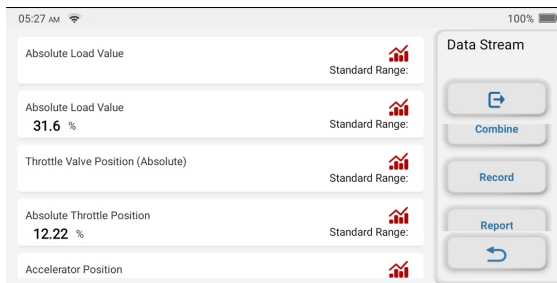 05:27 AM
100%
Data Stream
Absolute Load Value
Standard Range:
Absolute Load Value
31.6 %
Standard Range:
Throttle Valve Position (Absolute)
Standard Range:
Absolute Throttle Position
12.22 %
Standard Range:
Accelerator Position
Combine
Record
Report